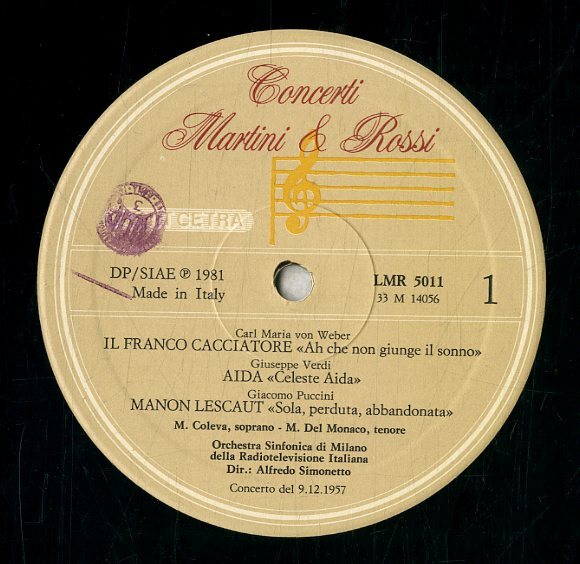 Concerti
Martini & Rossi
CETRA
DP/SIAE ℗ 1981
Made in Italy
LMR 5011
33 M 14056
1
Carl Maria von Weber
IL FRANCO CACCIATORE «Ah che non giunge il sonno»
Giuseppe Verdi
AIDA «Celeste Aida»
Giacomo Puccini
MANON LESCAUT «Sola, perduta, abbandonata»
M. Coleva, soprano - M. Del Monaco, tenore
Orchestra Sinfonica di Milano
della Radiotelevisione Italiana
Dir.: Alfredo Simonetto
Concerto del 9.12.1957